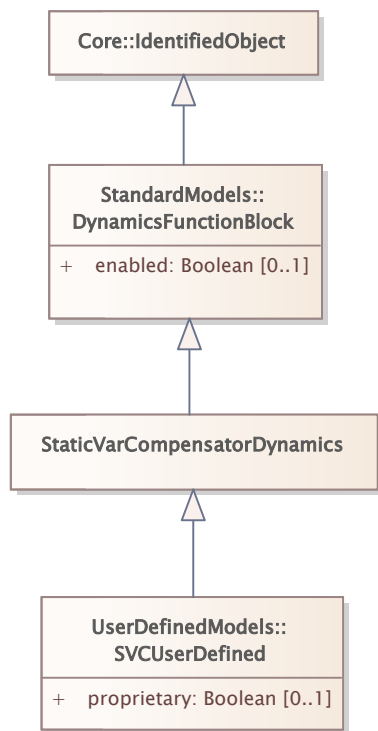 Core::IdentifiedObject
StandardModels::
DynamicsFunctionBlock
+ enabled: Boolean [0..1]
StaticVarCompensatorDynamics
UserDefinedModels::
SVCUserDefined
+ proprietary: Boolean [0..1]